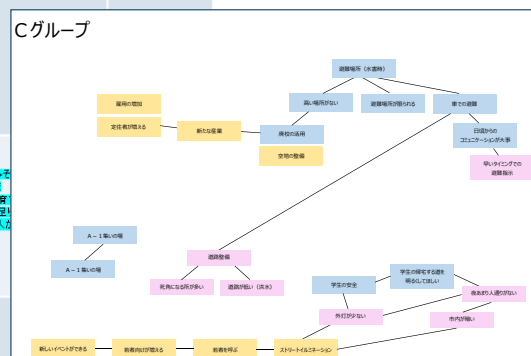 Cグループ
避難場所(水害時)
高い場所がない
避難場所が限られる
車での避難
雇用の増加
定住者が増える
新たな産業
廃校の活用
空地の整備
日頃からの
コミュニケーションが大事
早いタイミングでの
避難指示
A-1集いの場
A-1集いの場
道路整備
死角になる所が多い
道路が低い(洪水)
学生の安全
学生の帰宅する道を
明るくしてほしい
夜あまり人通りがない
外灯が少ない
市内が暗い
新しいイベントができる
若者向けが増える
若者を呼ぶ
ストリートイルミネーション